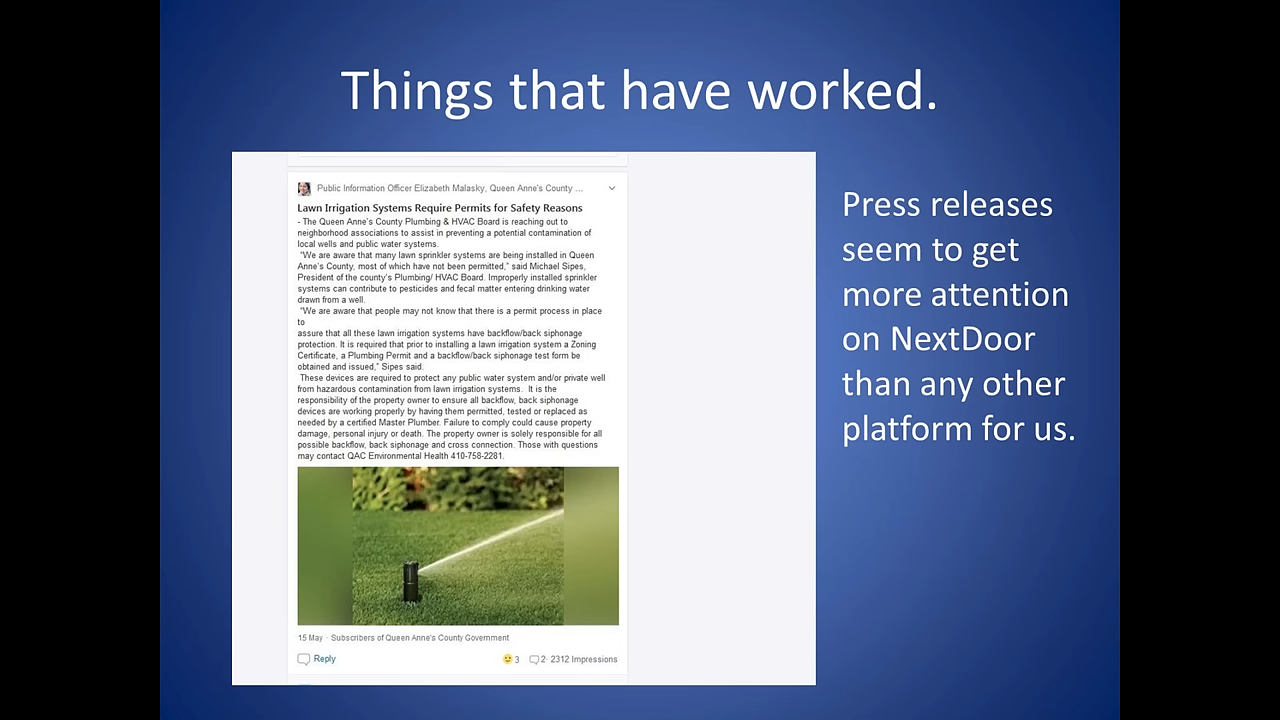 Things that have worked.
Public Information Officer Elizabeth Malasky, Queen Anne's County ...
Lawn Irrigation Systems Require Permits for Safety Reasons
- The Queen Anne's County Plumbing & HVAC Board is reaching out to
neighborhood associations to assist in preventing a potential contamination of
local wells and public water systems.
"We are aware that many lawn sprinkler systems are being installed in Queen
Anne's County, most of which have not been permitted," said Michael Sipes,
President of the county's Plumbing/ HVAC Board. Improperly installed sprinkler
systems can contribute to pesticides and fecal matter entering drinking water
drawn from a well.
"We are aware that people may not know that there is a permit process in place
to
assure that all these lawn irrigation systems have backflow/back siphonage
protection. It is required that prior to installing a lawn irrigation system a Zoning
Certificate, a Plumbing Permit and a backflow/back siphonage test form be
obtained and issued," Sipes said.
These devices are required to protect any public water system and/or private well
from hazardous contamination from lawn irrigation systems. It is the
responsibility of the property owner to ensure all backflow, back siphonage
devices are working properly by having them permitted, tested or replaced as
needed by a certified Master Plumber. Failure to comply could cause property
damage, personal injury or death. The property owner is solely responsible for all
possible backflow, back siphonage and cross connection. Those with questions
may contact QAC Environmental Health 410-758-2281.
15 May · Subscribers of Queen Anne's County Government
Reply
3
2 · 2312 Impressions
Press releases
seem to get
more attention
on NextDoor
than any other
platform for us.